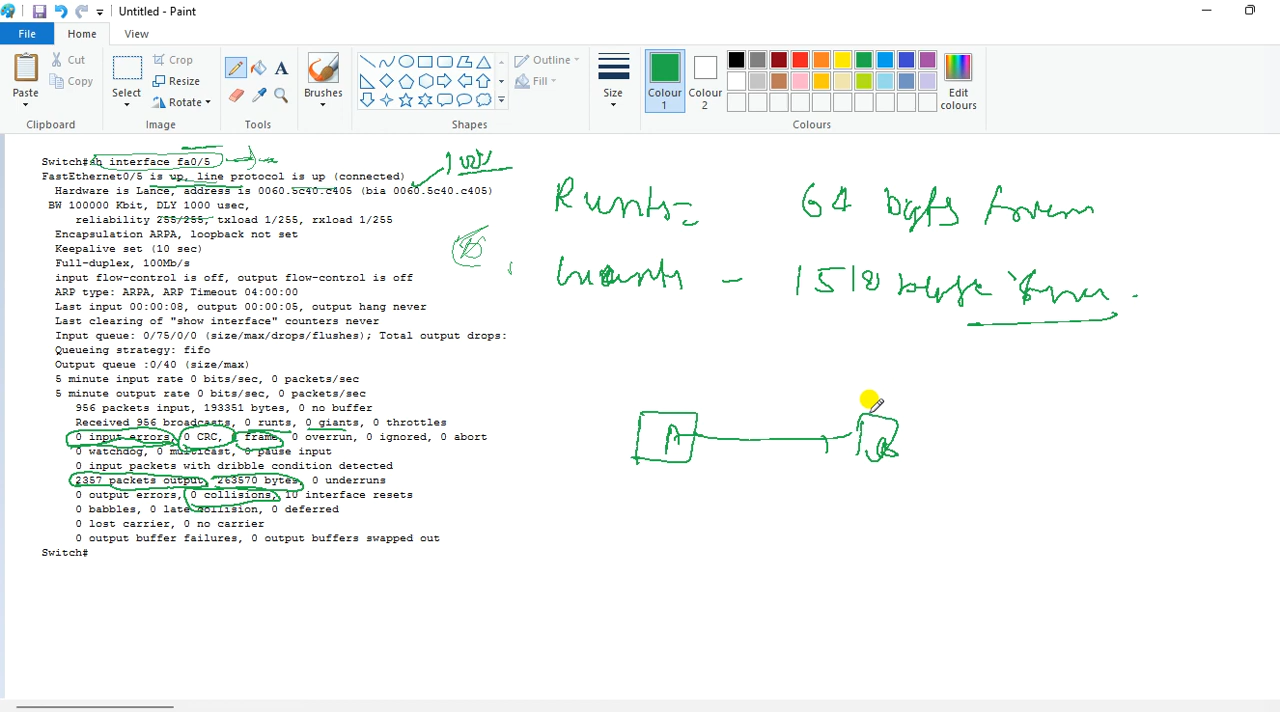 Untitled - Paint
File Home View
Paste Cut Copy Clipboard
Select Crop Resize Rotate Image
Tools
Brushes
Outline Fill Shapes
Size
Colour 1 Colour 2 Edit colours Colours
Switch#sh interface fa0/5
FastEthernet0/5 is up, line protocol is up (connected)
Hardware is Lance, address is 0060.5c40.c405 (bia 0060.5c40.c405)
BW 100000 Kbit, DLY 1000 usec,
reliability 255/255, txload 1/255, rxload 1/255
Encapsulation ARPA, loopback not set
Keepalive set (10 sec)
Full-duplex, 100Mb/s
input flow-control is off, output flow-control is off
ARP type: ARPA, ARP Timeout 04:00:00
Last input 00:00:08, output 00:00:05, output hang never
Last clearing of "show interface" counters never
Input queue: 0/75/0/0 (size/max/drops/flushes); Total output drops:
Queueing strategy: fifo
Output queue :0/40 (size/max)
5 minute input rate 0 bits/sec, 0 packets/sec
5 minute output rate 0 bits/sec, 0 packets/sec
956 packets input, 193351 bytes, 0 no buffer
Received 956 broadcasts, 0 runts, 0 giants, 0 throttles
0 input errors, 0 CRC, frame, 0 overrun, 0 ignored, 0 abort
0 watchdog, 0 multicast, 0 pause input
0 input packets with dribble condition detected
2357 packets output, 263570 bytes, 0 underruns
0 output errors, 0 collisions, 10 interface resets
0 babbles, 0 late collision, 0 deferred
0 lost carrier, 0 no carrier
0 output buffer failures, 0 output buffers swapped out
Switch#
Runts = 64 bytes
- 1518 byte
A B